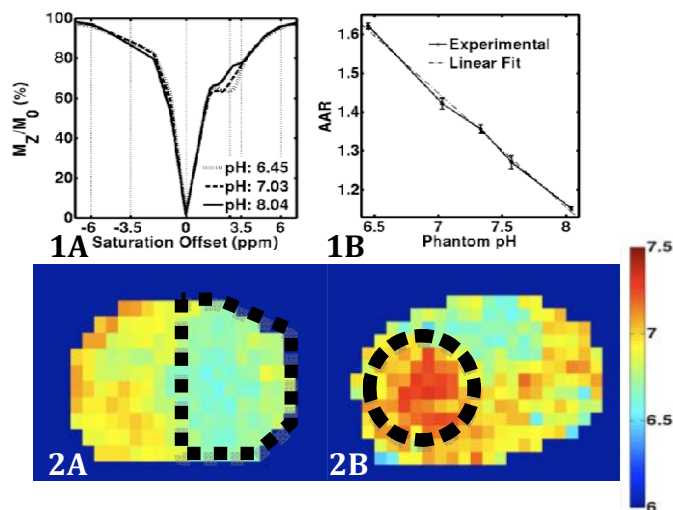 100
80
60
40
20
0
M_Z/M_0 (%)
pH: 6.45
pH: 7.03
pH: 8.04
-6 -3.5 0 3.5 6
Saturation Offset (ppm)
1A
1.6
1.5
1.4
1.3
1.2
AAR
Experimental
Linear Fit
6.5 7 7.5 8
Phantom pH
1B
2A
2B
7.5
7
6.5
6